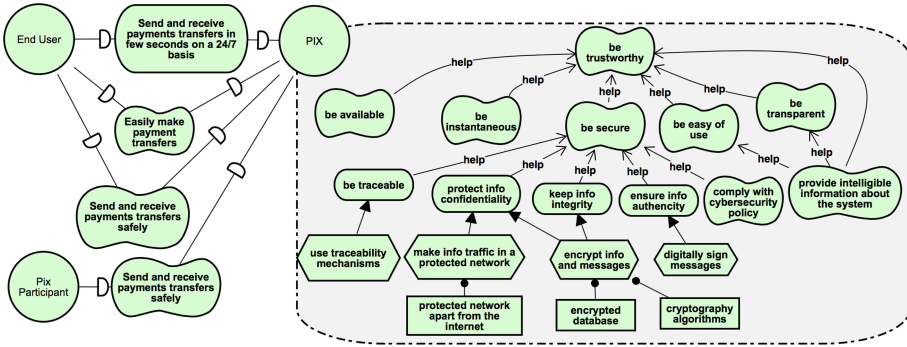 End User
Send and receive
payments transfers in
few seconds on a 24/7
basis
PIX
Easily make
payment
transfers
Send and receive
payments transfers
safely
Pix
Participant
Send and receive
payments transfers
safely
be
trustworthy
help
help
help
help
help
help
be available
be
instantaneous
be secure
be easy of
use
be
transparent
help
help
help
help
help
help
help
be traceable
protect info
confidentiality
keep info
integrity
ensure info
authencity
comply with
cybersecurity
policy
provide intelligible
information about
the system
use traceability
mechanisms
make info traffic in a
protected network
encrypt info
and messages
digitally sign
messages
protected network
apart from the
internet
encrypted
database
cryptography
algorithms